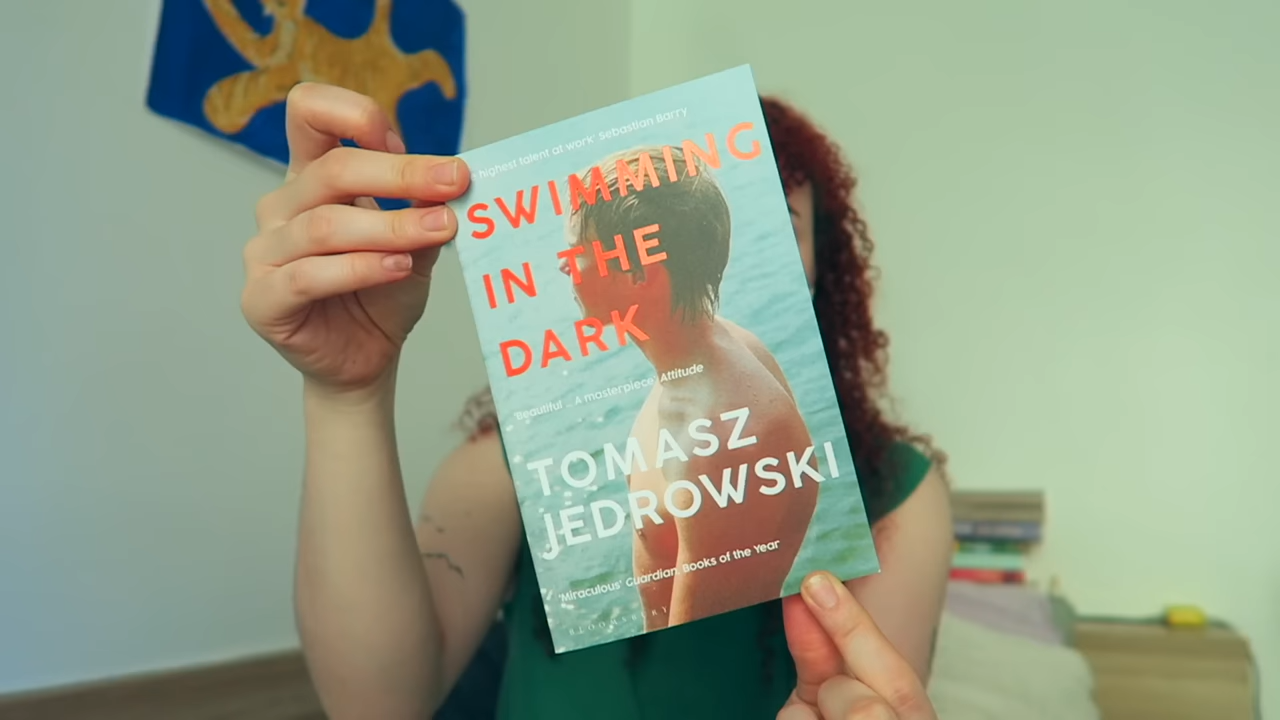 highest talent at work' Sebastian Barry
SWIMMING
IN THE
DARK
'Beautiful ... A masterpiece' Attitude
TOMASZ
JEDROWSKI
'Miraculous' Guardian, Books of the Year
BLOOMSBURY